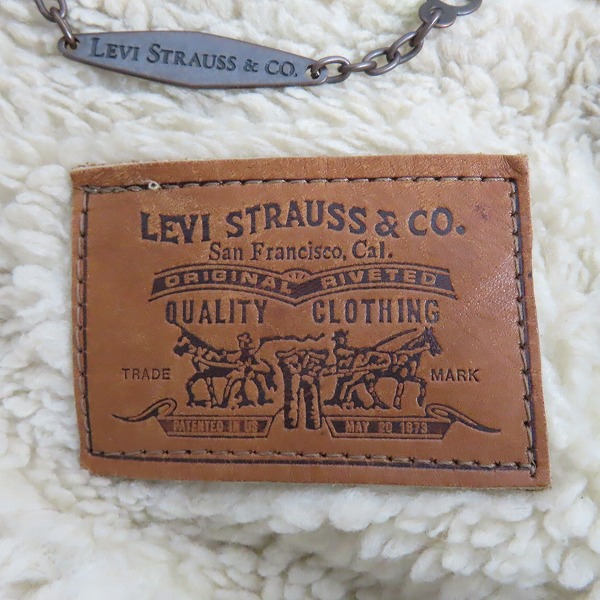 LEVI STRAUSS & CO.
LEVI STRAUSS & CO.
San Francisco, Cal.
ORIGINAL RIVETED
QUALITY CLOTHING
TRADE MARK
PATENTED IN US MAY 20 1873